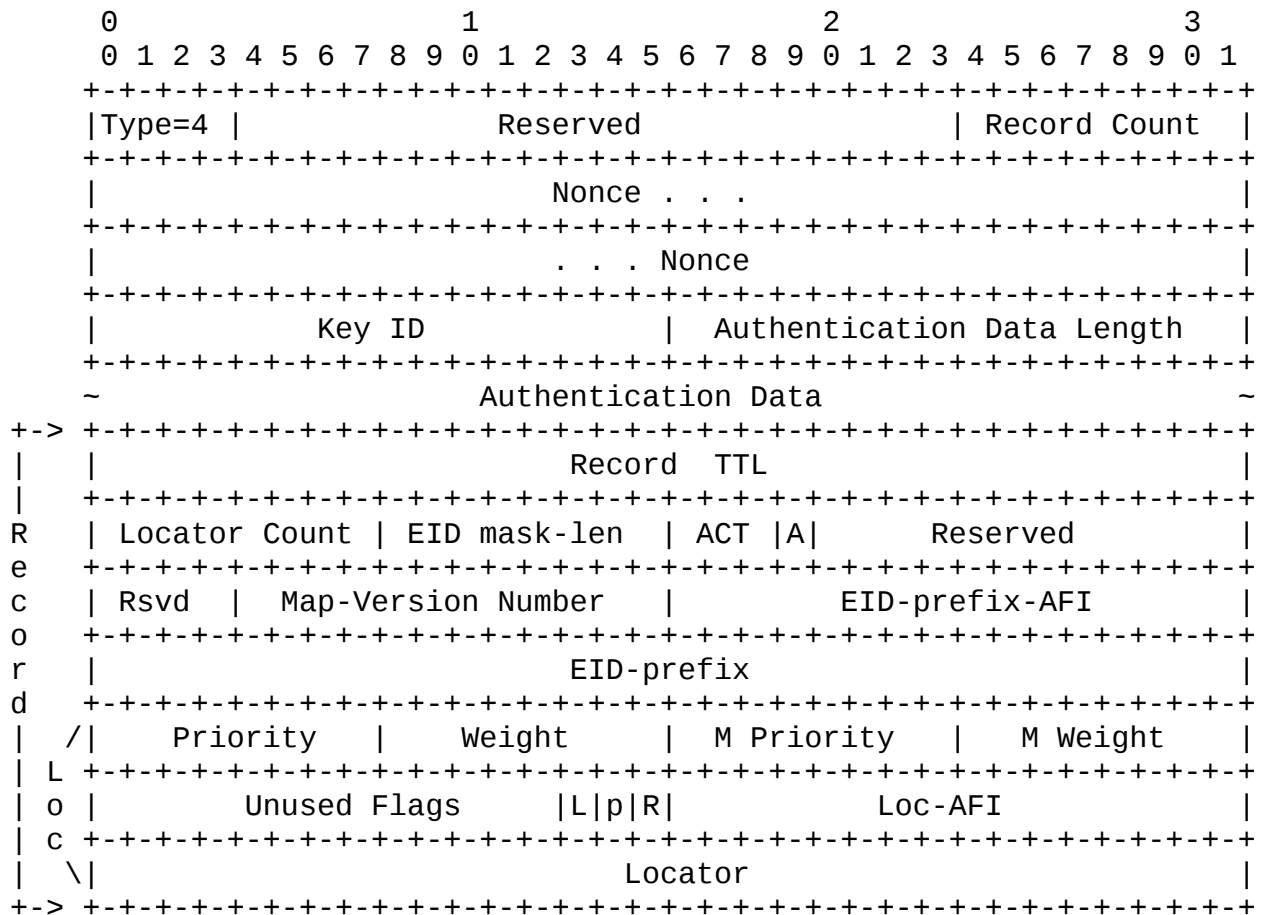 0                   1                   2                   3
        0 1 2 3 4 5 6 7 8 9 0 1 2 3 4 5 6 7 8 9 0 1 2 3 4 5 6 7 8 9 0 1
       +-+-+-+-+-+-+-+-+-+-+-+-+-+-+-+-+-+-+-+-+-+-+-+-+-+-+-+-+-+-+-+-+
       |Type=4 |              Reserved                 | Record Count  |
       +-+-+-+-+-+-+-+-+-+-+-+-+-+-+-+-+-+-+-+-+-+-+-+-+-+-+-+-+-+-+-+-+
       |                         Nonce . . .                           |
       +-+-+-+-+-+-+-+-+-+-+-+-+-+-+-+-+-+-+-+-+-+-+-+-+-+-+-+-+-+-+-+-+
       |                         . . . Nonce                           |
       +-+-+-+-+-+-+-+-+-+-+-+-+-+-+-+-+-+-+-+-+-+-+-+-+-+-+-+-+-+-+-+-+
       |            Key ID             |  Authentication Data Length   |
       +-+-+-+-+-+-+-+-+-+-+-+-+-+-+-+-+-+-+-+-+-+-+-+-+-+-+-+-+-+-+-+-+
       ~                     Authentication Data                       ~
   +-> +-+-+-+-+-+-+-+-+-+-+-+-+-+-+-+-+-+-+-+-+-+-+-+-+-+-+-+-+-+-+-+-+
   |   |                          Record  TTL                          |
   |   +-+-+-+-+-+-+-+-+-+-+-+-+-+-+-+-+-+-+-+-+-+-+-+-+-+-+-+-+-+-+-+-+
   R   | Locator Count | EID mask-len  | ACT |A|      Reserved         |
   e   +-+-+-+-+-+-+-+-+-+-+-+-+-+-+-+-+-+-+-+-+-+-+-+-+-+-+-+-+-+-+-+-+
   c   | Rsvd  |  Map-Version Number   |         EID-prefix-AFI        |
   o   +-+-+-+-+-+-+-+-+-+-+-+-+-+-+-+-+-+-+-+-+-+-+-+-+-+-+-+-+-+-+-+-+
   r   |                          EID-prefix                           |
   d   +-+-+-+-+-+-+-+-+-+-+-+-+-+-+-+-+-+-+-+-+-+-+-+-+-+-+-+-+-+-+-+-+
   |  /|    Priority   |    Weight     |  M Priority   |   M Weight    |
   | L +-+-+-+-+-+-+-+-+-+-+-+-+-+-+-+-+-+-+-+-+-+-+-+-+-+-+-+-+-+-+-+-+
   | o |        Unused Flags     |L|p|R|           Loc-AFI             |
   | c +-+-+-+-+-+-+-+-+-+-+-+-+-+-+-+-+-+-+-+-+-+-+-+-+-+-+-+-+-+-+-+-+
   |  \|                             Locator                           |
   +-> +-+-+-+-+-+-+-+-+-+-+-+-+-+-+-+-+-+-+-+-+-+-+-+-+-+-+-+-+-+-+-+-+